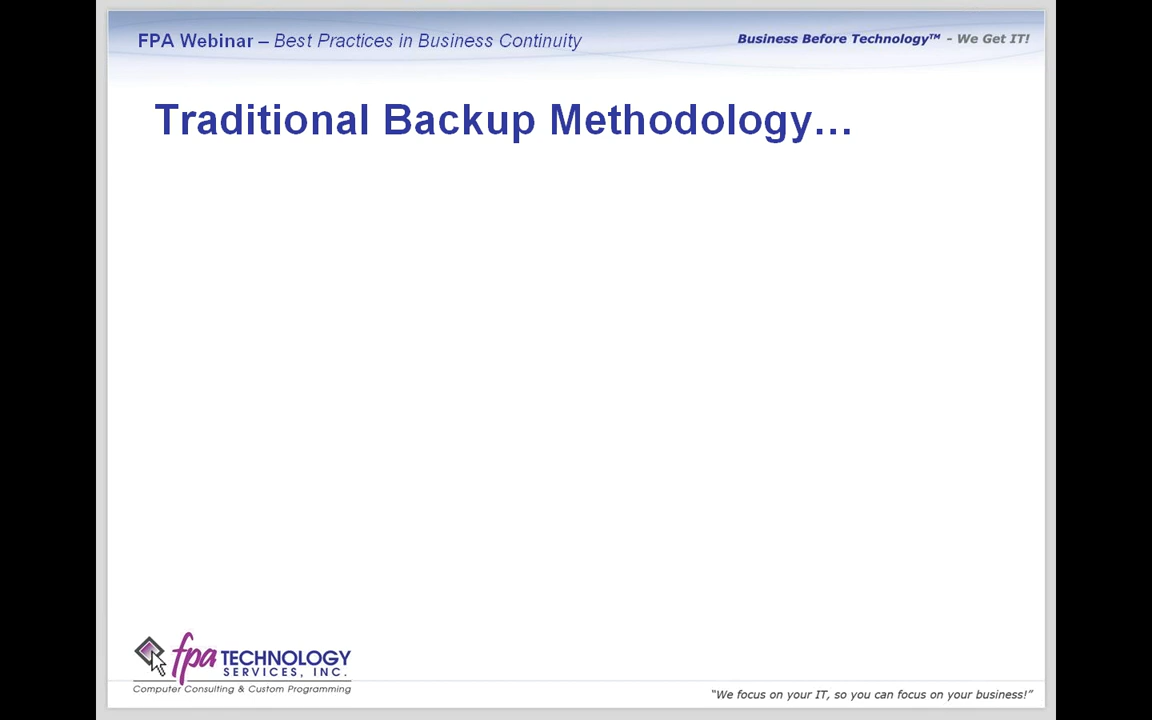 FPA Webinar – Best Practices in Business Continuity
Business Before Technology™ - We Get IT!
Traditional Backup Methodology…
fpa TECHNOLOGY
SERVICES, INC.
Computer Consulting & Custom Programming
“We focus on your IT, so you can focus on your business!”